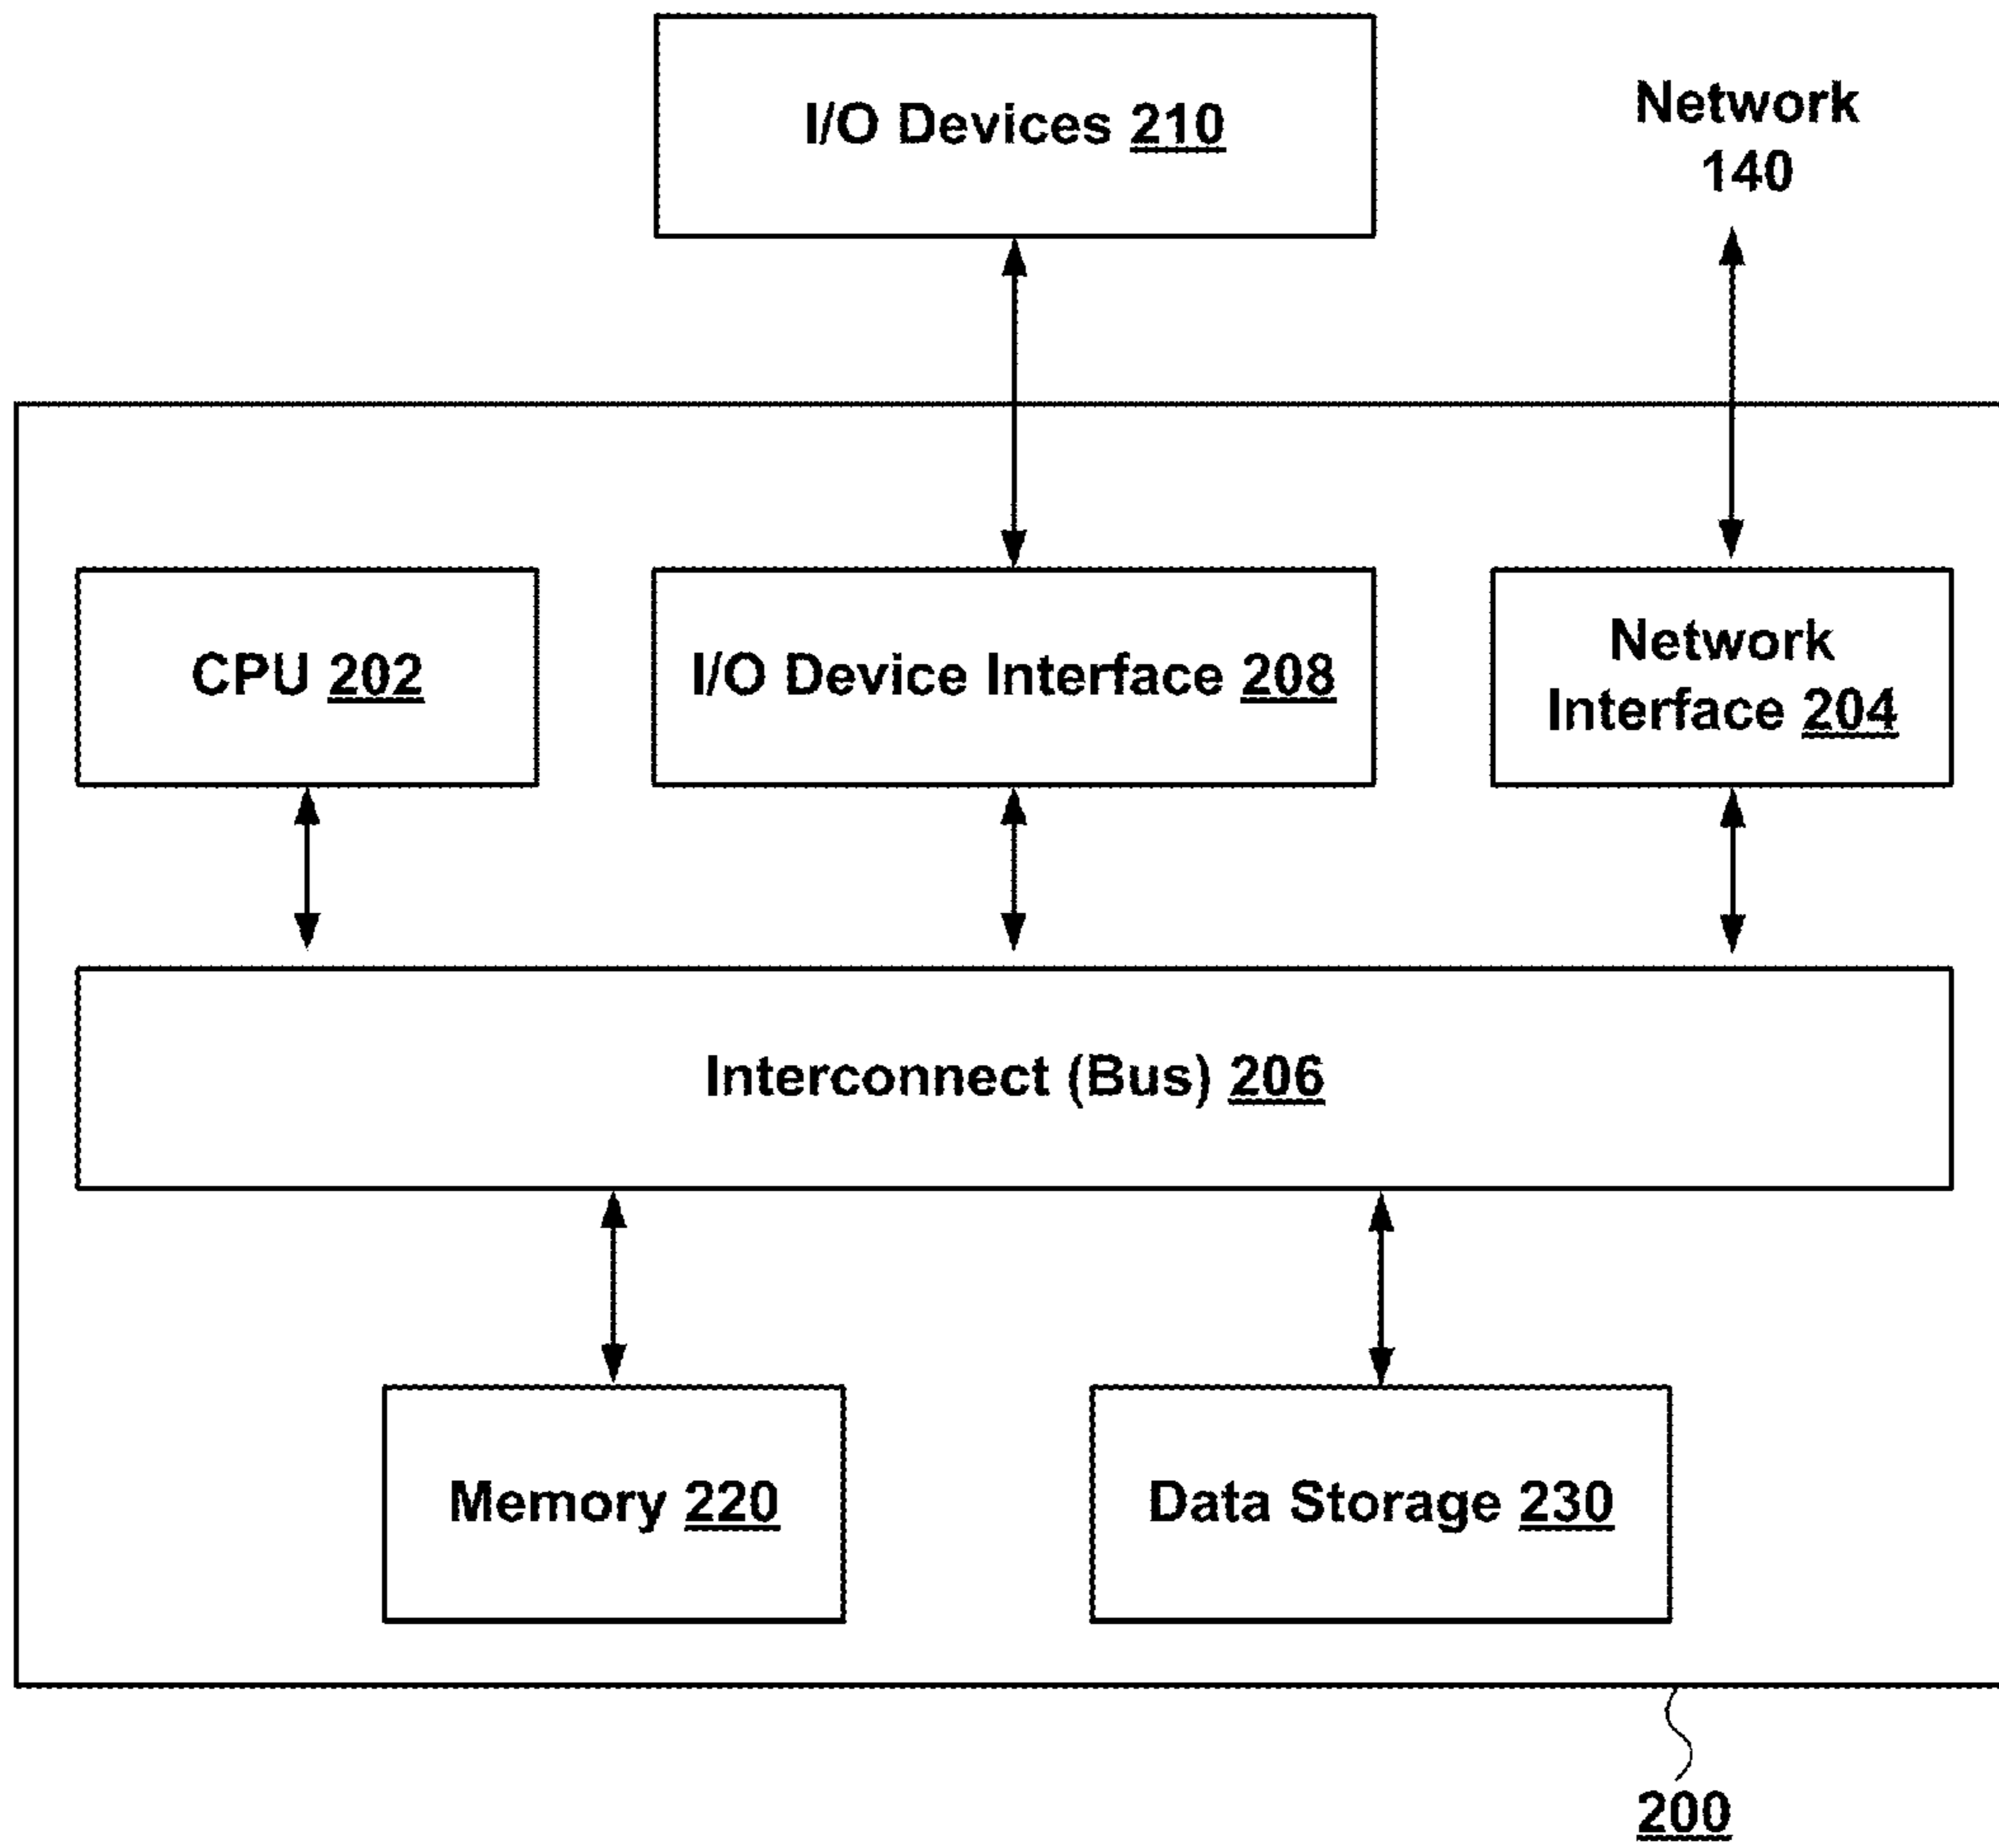 I/O Devices 210
Network
140
CPU 202
I/O Device Interface 208
Network
Interface 204
Interconnect (Bus) 206
Memory 220
Data Storage 230
200